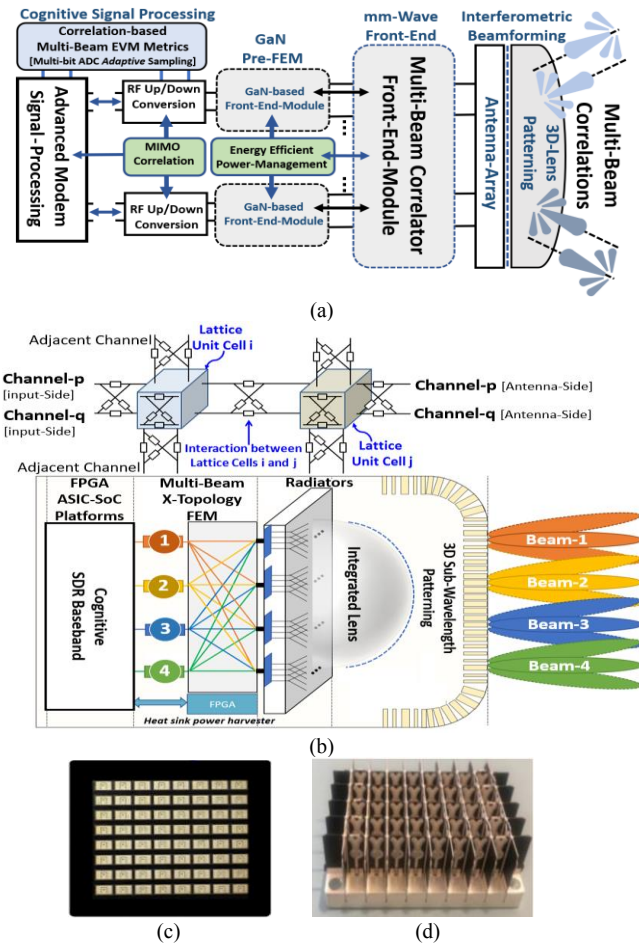 Cognitive Signal Processing
Correlation-based
Multi-Beam EVM Metrics
[Multi-bit ADC Adaptive Sampling]
GaN
Pre-FEM
mm-Wave
Front-End
Interferometric
Beamforming
Advanced Modem
Signal-Processing
RF Up/Down
Conversion
MIMO
Correlation
RF Up/Down
Conversion
GaN-based
Front-End-Module
Energy Efficient
Power-Management
GaN-based
Front-End-Module
Multi-Beam Correlator
Front-End-Module
Antenna-Array
3D-Lens
Patterning
Multi-Beam
Correlations
(a)
Adjacent Channel
Lattice
Unit Cell i
Channel-p
[input-Side]
Channel-q
[input-Side]
Channel-p [Antenna-Side]
Channel-q [Antenna-Side]
Interaction between
Lattice Cells i and j
Lattice
Unit Cell j
Adjacent Channel
FPGA
ASIC-SoC
Platforms
Multi-Beam
X-Topology
FEM
Radiators
Cognitive
SDR Baseband
1
2
3
4
FPGA
Heat sink power harvester
Integrated Lens
3D Sub-Wavelength
Patterning
Beam-1
Beam-2
Beam-3
Beam-4
(b)
(c)
(d)